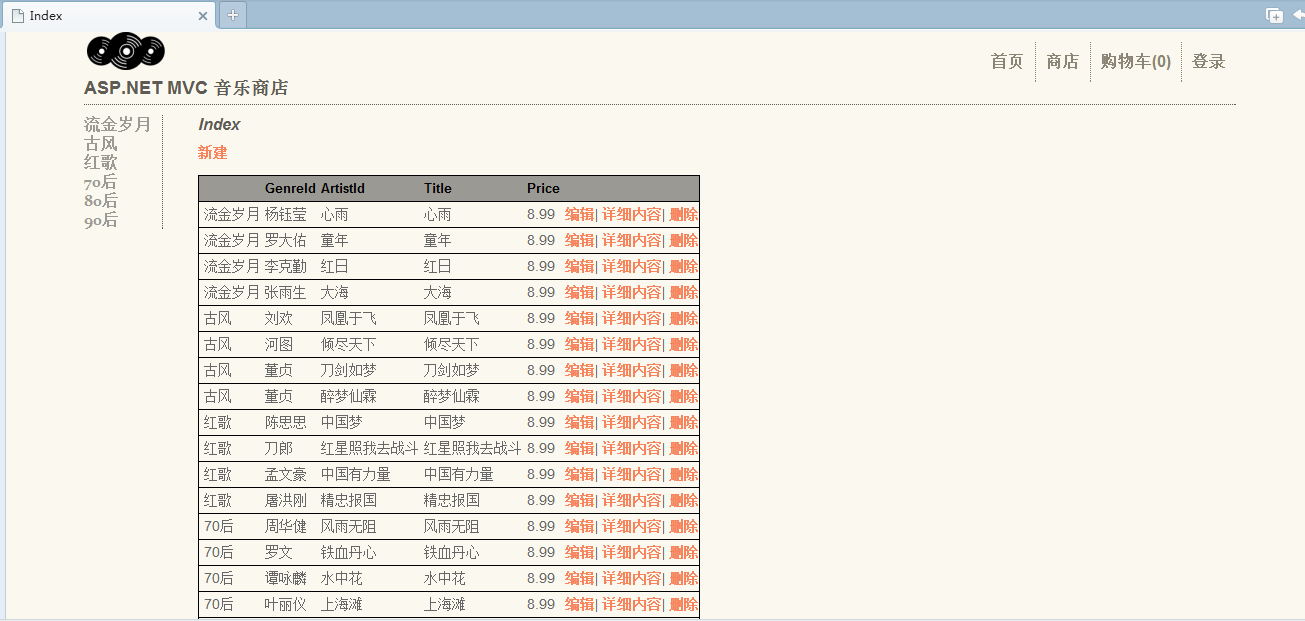 Index
首页 商店 购物车(0) 登录
ASP.NET MVC 音乐商店
流金岁月
古风
红歌
70后
80后
90后
Index
新建
GenreId ArtistId Title Price
流金岁月 杨钰莹 心雨 心雨 8.99 编辑| 详细内容| 删除
流金岁月 罗大佑 童年 童年 8.99 编辑| 详细内容| 删除
流金岁月 李克勤 红日 红日 8.99 编辑| 详细内容| 删除
流金岁月 张雨生 大海 大海 8.99 编辑| 详细内容| 删除
古风 刘欢 凤凰于飞 凤凰于飞 8.99 编辑| 详细内容| 删除
古风 河图 倾尽天下 倾尽天下 8.99 编辑| 详细内容| 删除
古风 董贞 刀剑如梦 刀剑如梦 8.99 编辑| 详细内容| 删除
古风 董贞 醉梦仙霖 醉梦仙霖 8.99 编辑| 详细内容| 删除
红歌 陈思思 中国梦 中国梦 8.99 编辑| 详细内容| 删除
红歌 刀郎 红星照我去战斗 红星照我去战斗 8.99 编辑| 详细内容| 删除
红歌 孟文豪 中国有力量 中国有力量 8.99 编辑| 详细内容| 删除
红歌 屠洪刚 精忠报国 精忠报国 8.99 编辑| 详细内容| 删除
70后 周华健 风雨无阻 风雨无阻 8.99 编辑| 详细内容| 删除
70后 罗文 铁血丹心 铁血丹心 8.99 编辑| 详细内容| 删除
70后 谭咏麟 水中花 水中花 8.99 编辑| 详细内容| 删除
70后 叶丽仪 上海滩 上海滩 8.99 编辑| 详细内容| 删除